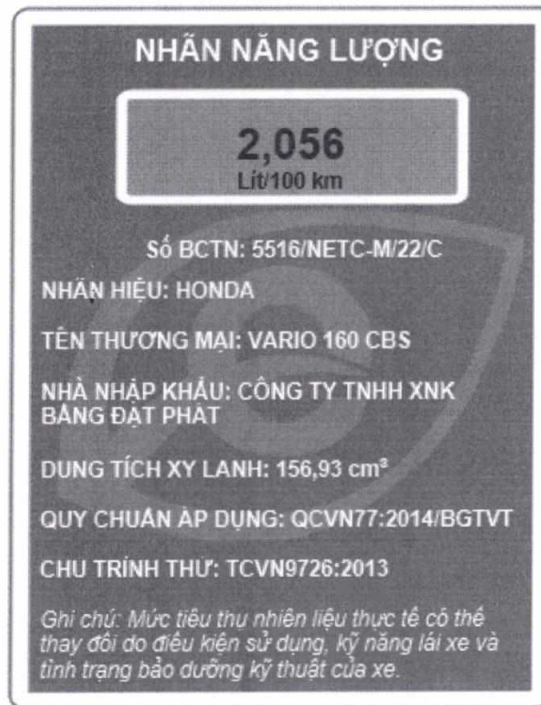 NHÃN NĂNG LƯỢNG
2,056
Lít/100 km
Số BCTN: 5516/NETC-M/22/C
NHÃN HIỆU: HONDA
TÊN THƯƠNG MẠI: VARIO 160 CBS
NHÀ NHẬP KHẨU: CÔNG TY TNHH XNK
BẰNG ĐẠT PHÁT
DUNG TÍCH XY LANH: 156,93 cm³
QUY CHUẨN ÁP DỤNG: QCVN77:2014/BGTVT
CHU TRÌNH THỬ: TCVN9726:2013
Ghi chú: Mức tiêu thụ nhiên liệu thực tế có thể
thay đổi do điều kiện sử dụng, kỹ năng lái xe và
tình trạng bảo dưỡng kỹ thuật của xe.